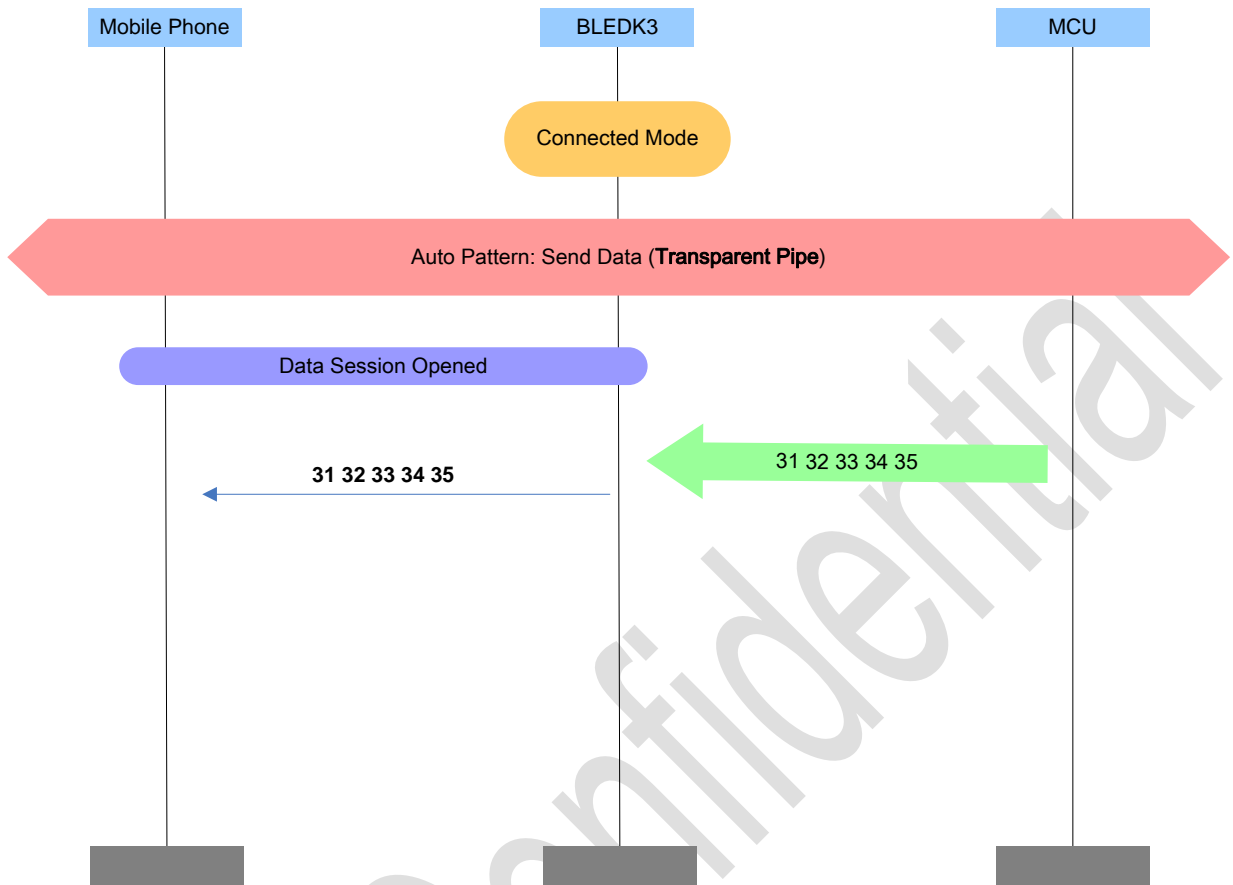 Mobile Phone
BLEDK3
MCU
Connected Mode
Auto Pattern: Send Data (Transparent Pipe)
Data Session Opened
31 32 33 34 35
31 32 33 34 35
Confidential